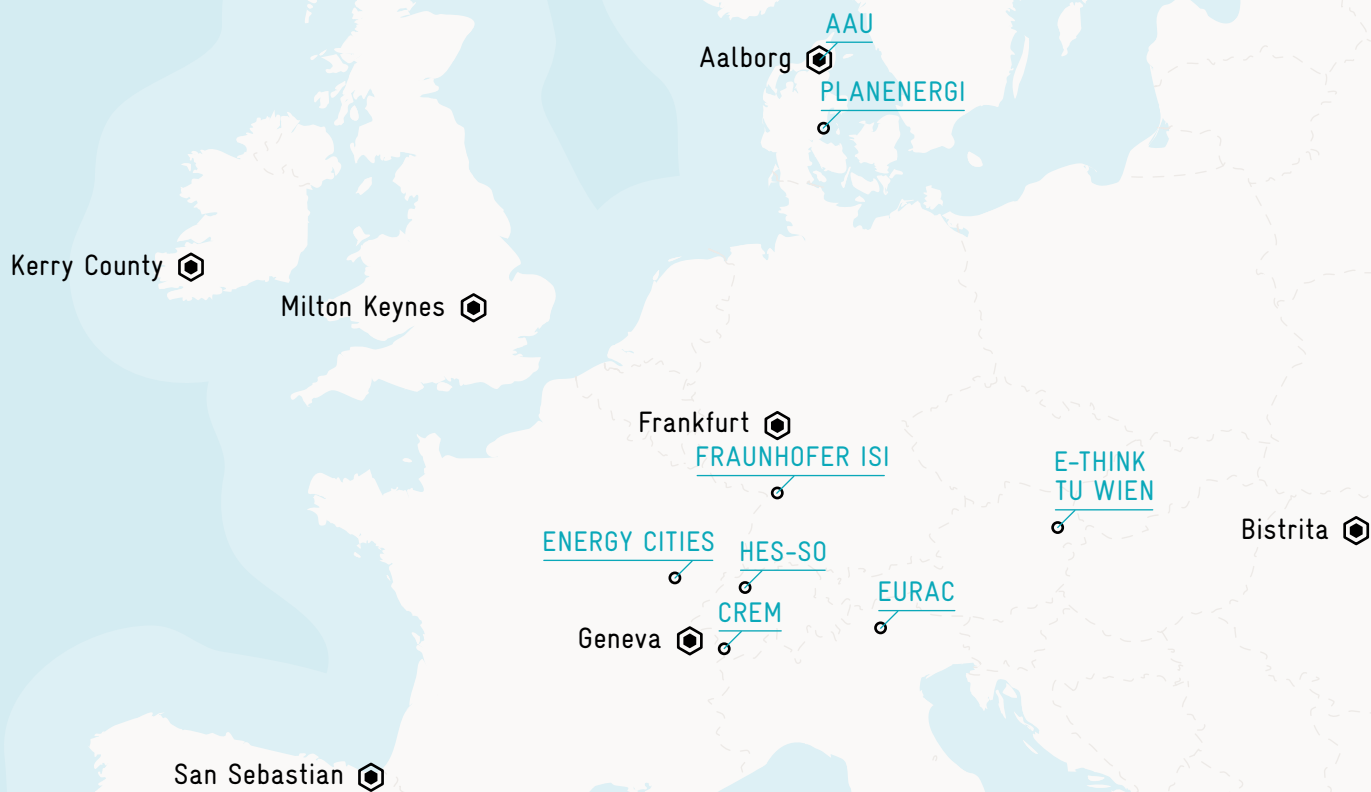 AAU
Aalborg
PLANENERGI
Kerry County
Milton Keynes
Frankfurt
FRAUNHOFER ISI
E-THINK
TU WIEN
Bistrita
ENERGY CITIES
HES-SO
EURAC
CREM
Geneva
San Sebastian